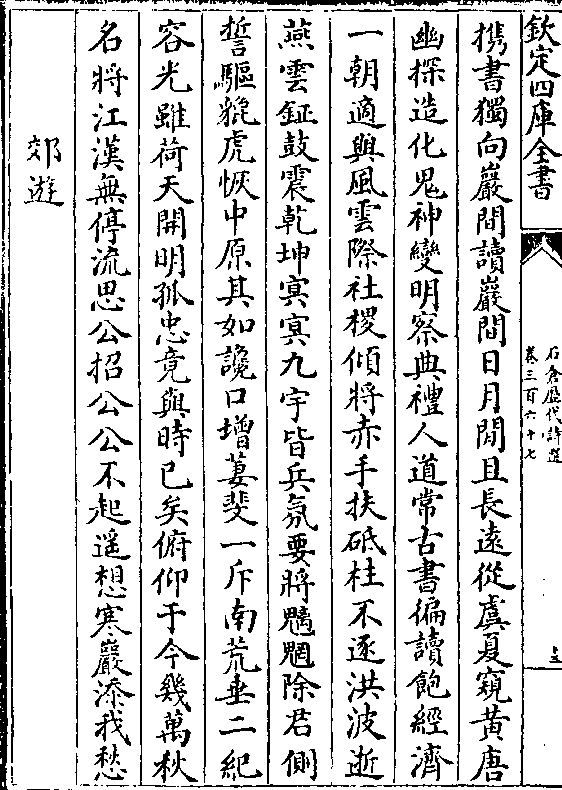 欽定四庫全書
石倉歷代詩選
卷三百六十七
携書獨向巖間讀巖間日月閒且長遠從虞夏窺黃唐
幽探造化鬼神變明察典禮人道常古書徧讀飽經濟
一朝適與風雲際社稷傾將赤手扶砥柱不逐洪波逝
燕雲鉦鼓震乾坤冥冥九宇皆兵氛要將魑魍除君側
誓驅貔虎恢中原其如讒口增萋斐一斥南荒垂二紀
容光雖荷天開明孤忠竟與時已矣俯仰于今幾萬秋
名將江漢無停流思公招公公不起遥想寒巖添我愁
郊遊